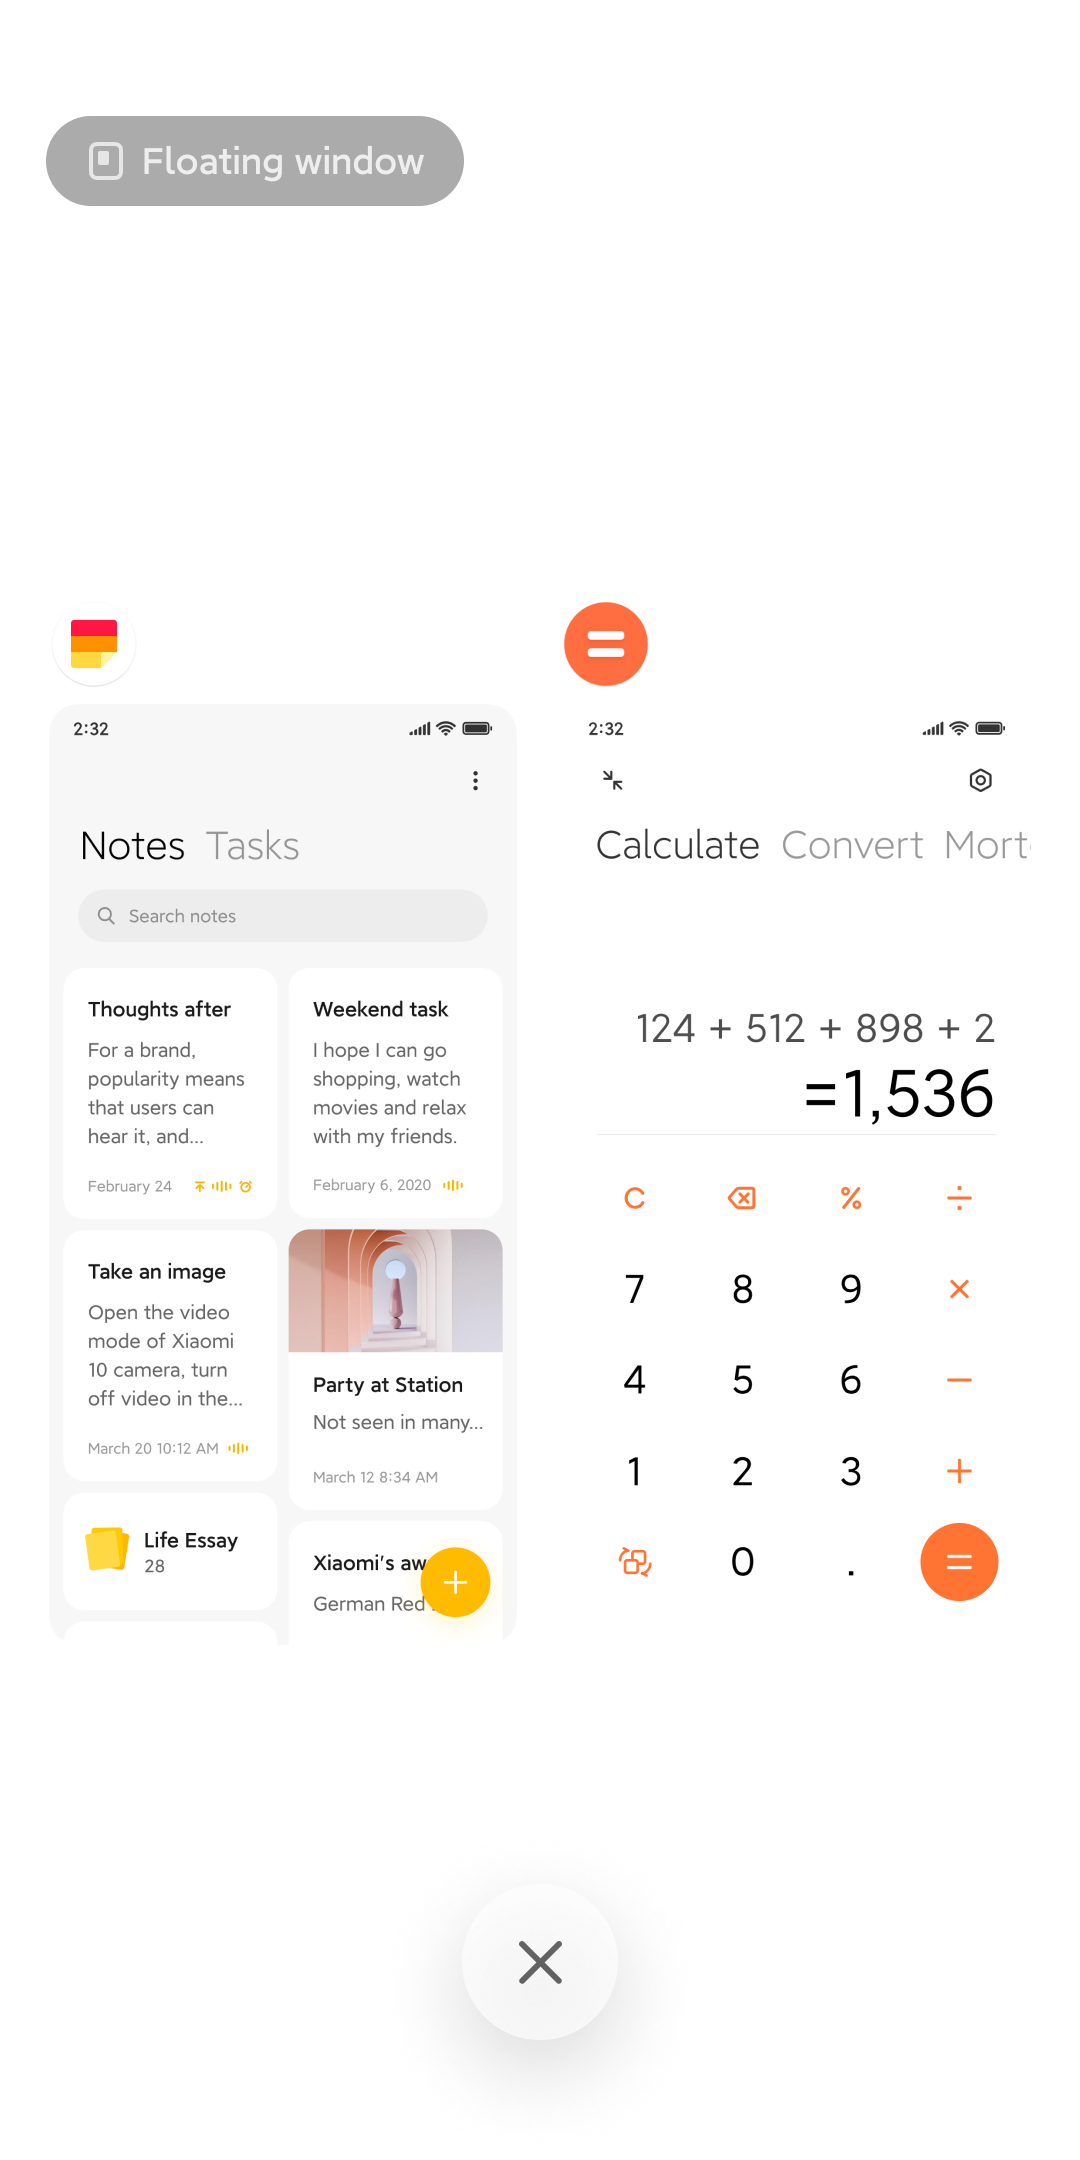 Floating window
2:32
Notes Tasks
Search notes
Thoughts after
For a brand,
popularity means
that users can
hear it, and...
February 24
Weekend task
I hope I can go
shopping, watch
movies and relax
with my friends.
February 6, 2020
Take an image
Open the video
mode of Xiaomi
10 camera, turn
off video in the...
March 20 10:12 AM
Party at Station
Not seen in many...
March 12 8:34 AM
Life Essay
28
Xiaomi's aw
German Red
2:32
Calculate Convert Mort
124 + 512 + 898 + 2
=1,536
C % ÷
7 8 9 ×
4 5 6 −
1 2 3 +
0 . =